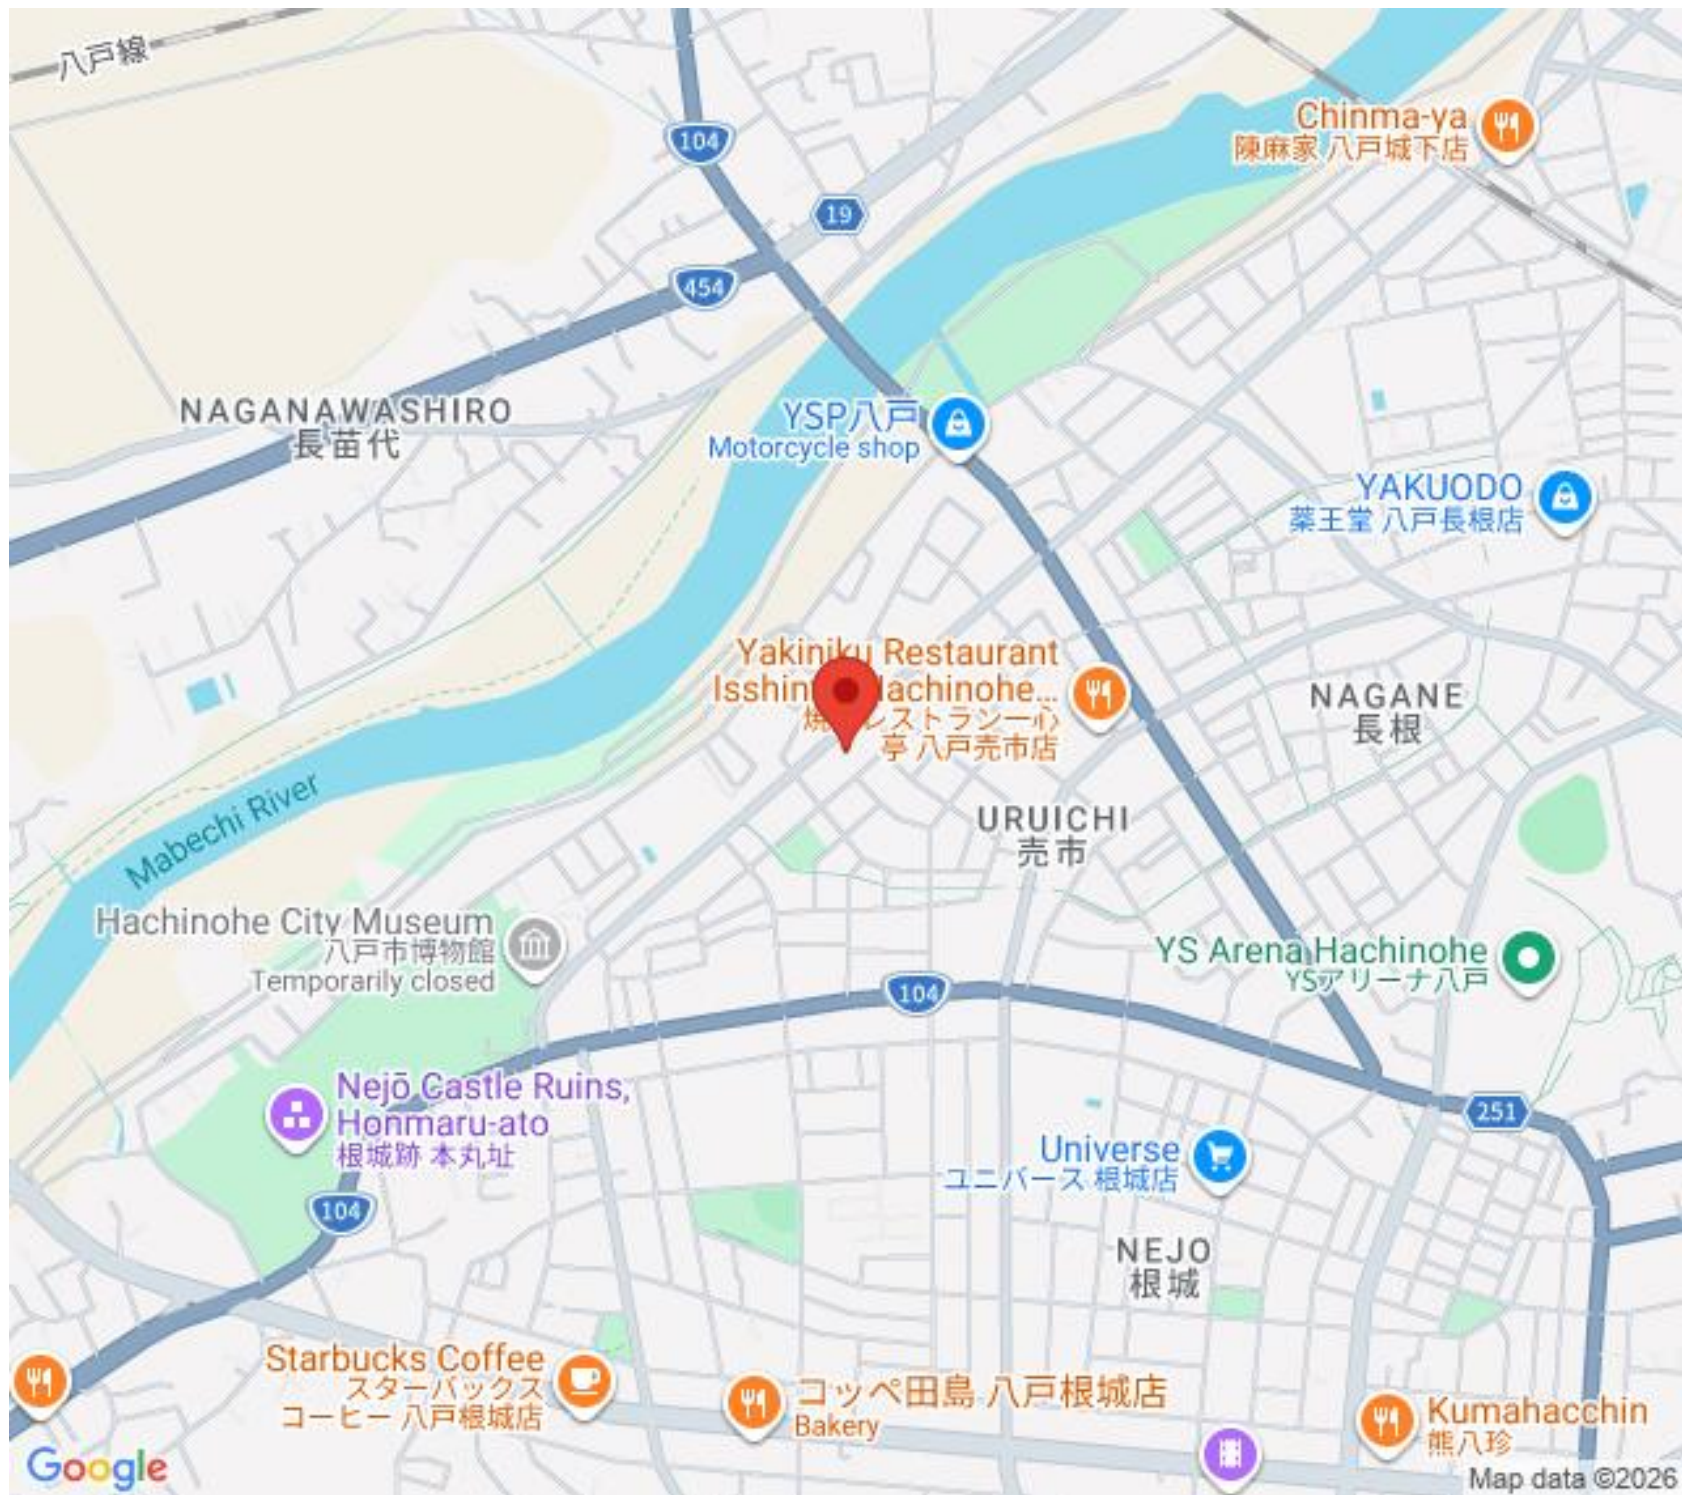 八戸線
Chinma-ya
陳麻家 八戸城下店
104
19
454
NAGANAWASHIRO
長苗代
YSP八戸
Motorcycle shop
YAKUODO
薬王堂 八戸長根店
Yakiniku Restaurant
Hachinohe...
レストラン一心
亭 八戸売市店
NAGANE
長根
Mabechi River
URUICHI
売市
Hachinohe City Museum
八戸市博物館
Temporarily closed
YS Arena Hachinohe
YSアリーナ八戸
104
Nejō Castle Ruins,
Honmaru-ato
根城跡 本丸址
251
Universe
ユニバース 根城店
104
NEJO
根城
Starbucks Coffee
スターバックス
コーヒー 八戸根城店
コッペ田島 八戸根城店
Bakery
Kumahacchin
熊八珍
Google
Map data ©2026